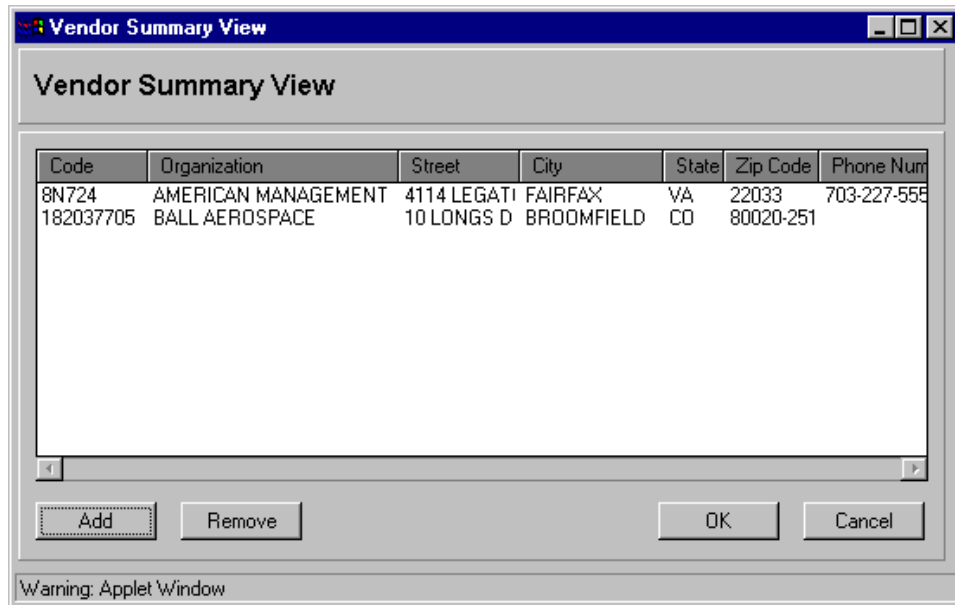 Vendor Summary View
Vendor Summary View
Code Organization Street City State Zip Code Phone Num
8N724 AMERICAN MANAGEMENT 4114 LEGAT FAIRFAX VA 22033 703-227-555
182037705 BALL AEROSPACE 10 LONGS D BROOMFIELD CO 80020-251
Add Remove OK Cancel
Warning: Applet Window